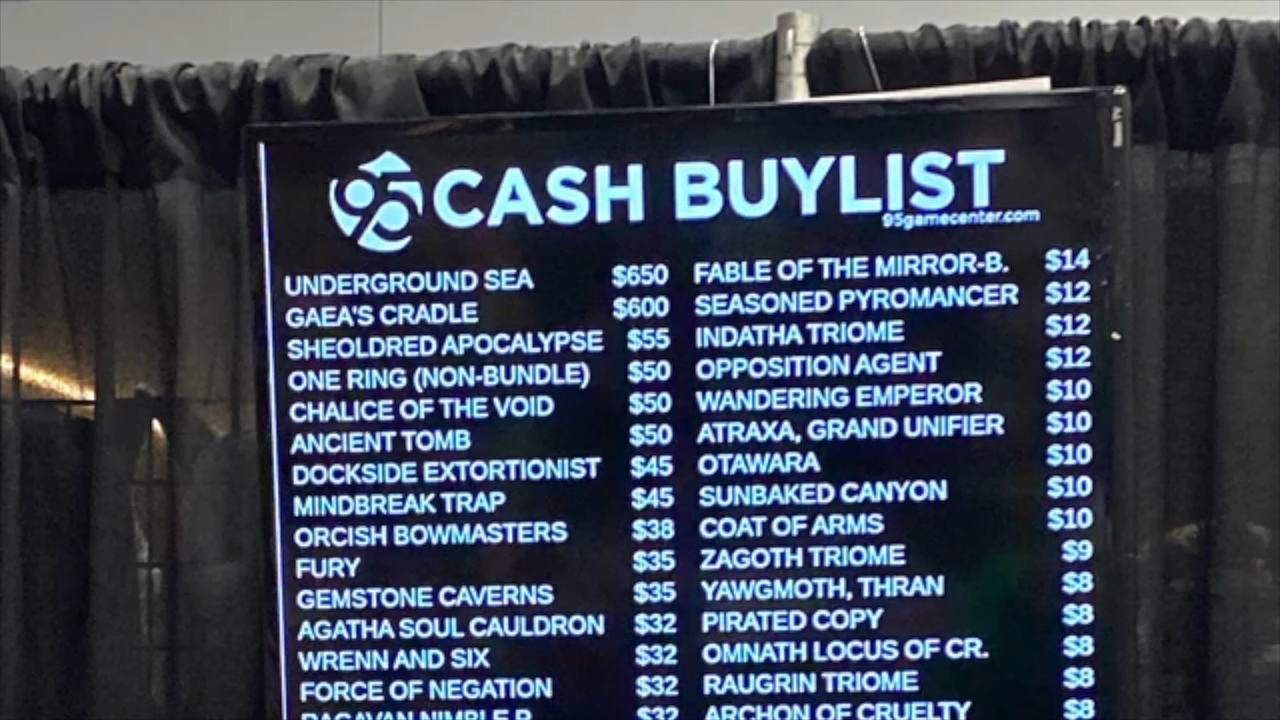 95 CASH BUYLIST
95gamecenter.com
UNDERGROUND SEA $650
GAEA'S CRADLE $600
SHEOLDRED APOCALYPSE $55
ONE RING (NON-BUNDLE) $50
CHALICE OF THE VOID $50
ANCIENT TOMB $50
DOCKSIDE EXTORTIONIST $45
MINDBREAK TRAP $45
ORCISH BOWMASTERS $38
FURY $35
GEMSTONE CAVERNS $35
AGATHA SOUL CAULDRON $32
WRENN AND SIX $32
FORCE OF NEGATION $32
RAGAVAN NIMBLE P. $32
FABLE OF THE MIRROR-B. $14
SEASONED PYROMANCER $12
INDATHA TRIOME $12
OPPOSITION AGENT $12
WANDERING EMPEROR $10
ATRAXA, GRAND UNIFIER $10
OTAWARA $10
SUNBAKED CANYON $10
COAT OF ARMS $10
ZAGOTH TRIOME $9
YAWGMOTH, THRAN $8
PIRATED COPY $8
OMNATH LOCUS OF CR. $8
RAUGRIN TRIOME $8
ARCHON OF CRUELTY $8